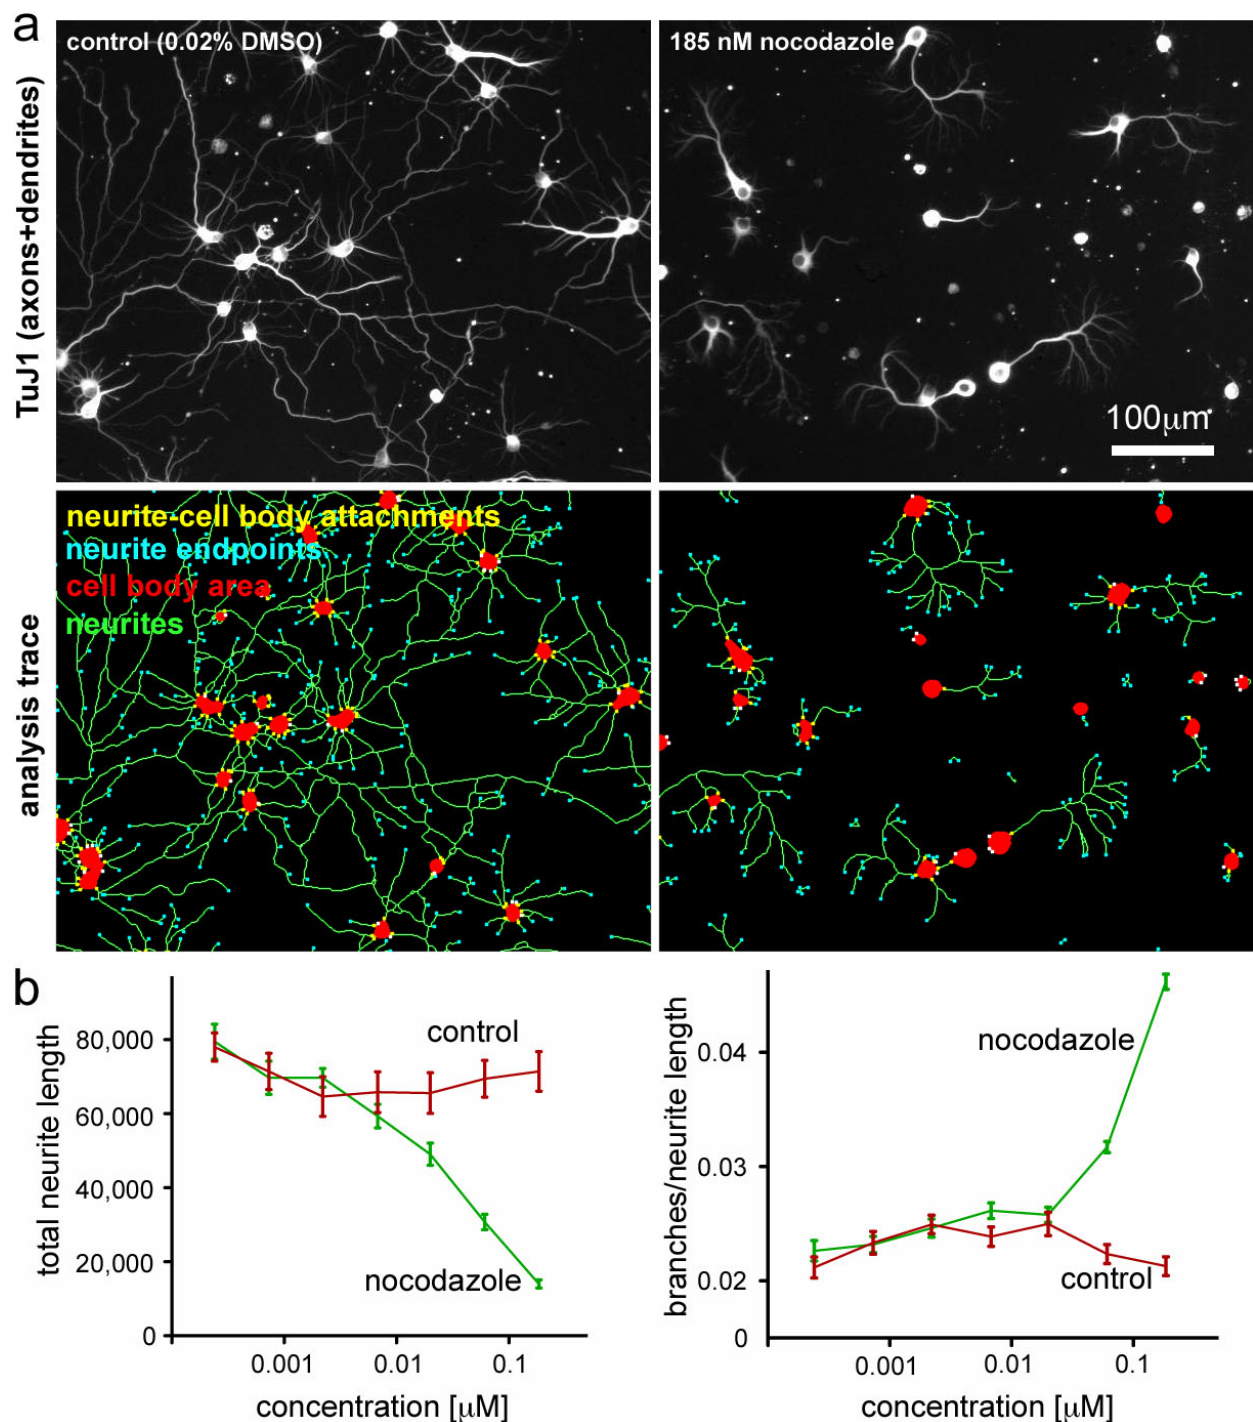 a
TuJ1 (axons+dendrites)
control (0.02% DMSO)
185 nM nocodazole
100μm
analysis trace
neurite-cell body attachments
neurite endpoints
cell body area
neurites
b
total neurite length
80,000
60,000
40,000
20,000
0
control
nocodazole
0.001
0.01
0.1
concentration [μM]
branches/neurite length
0.04
0.03
0.02
0
nocodazole
control
0.001
0.01
0.1
concentration [μM]